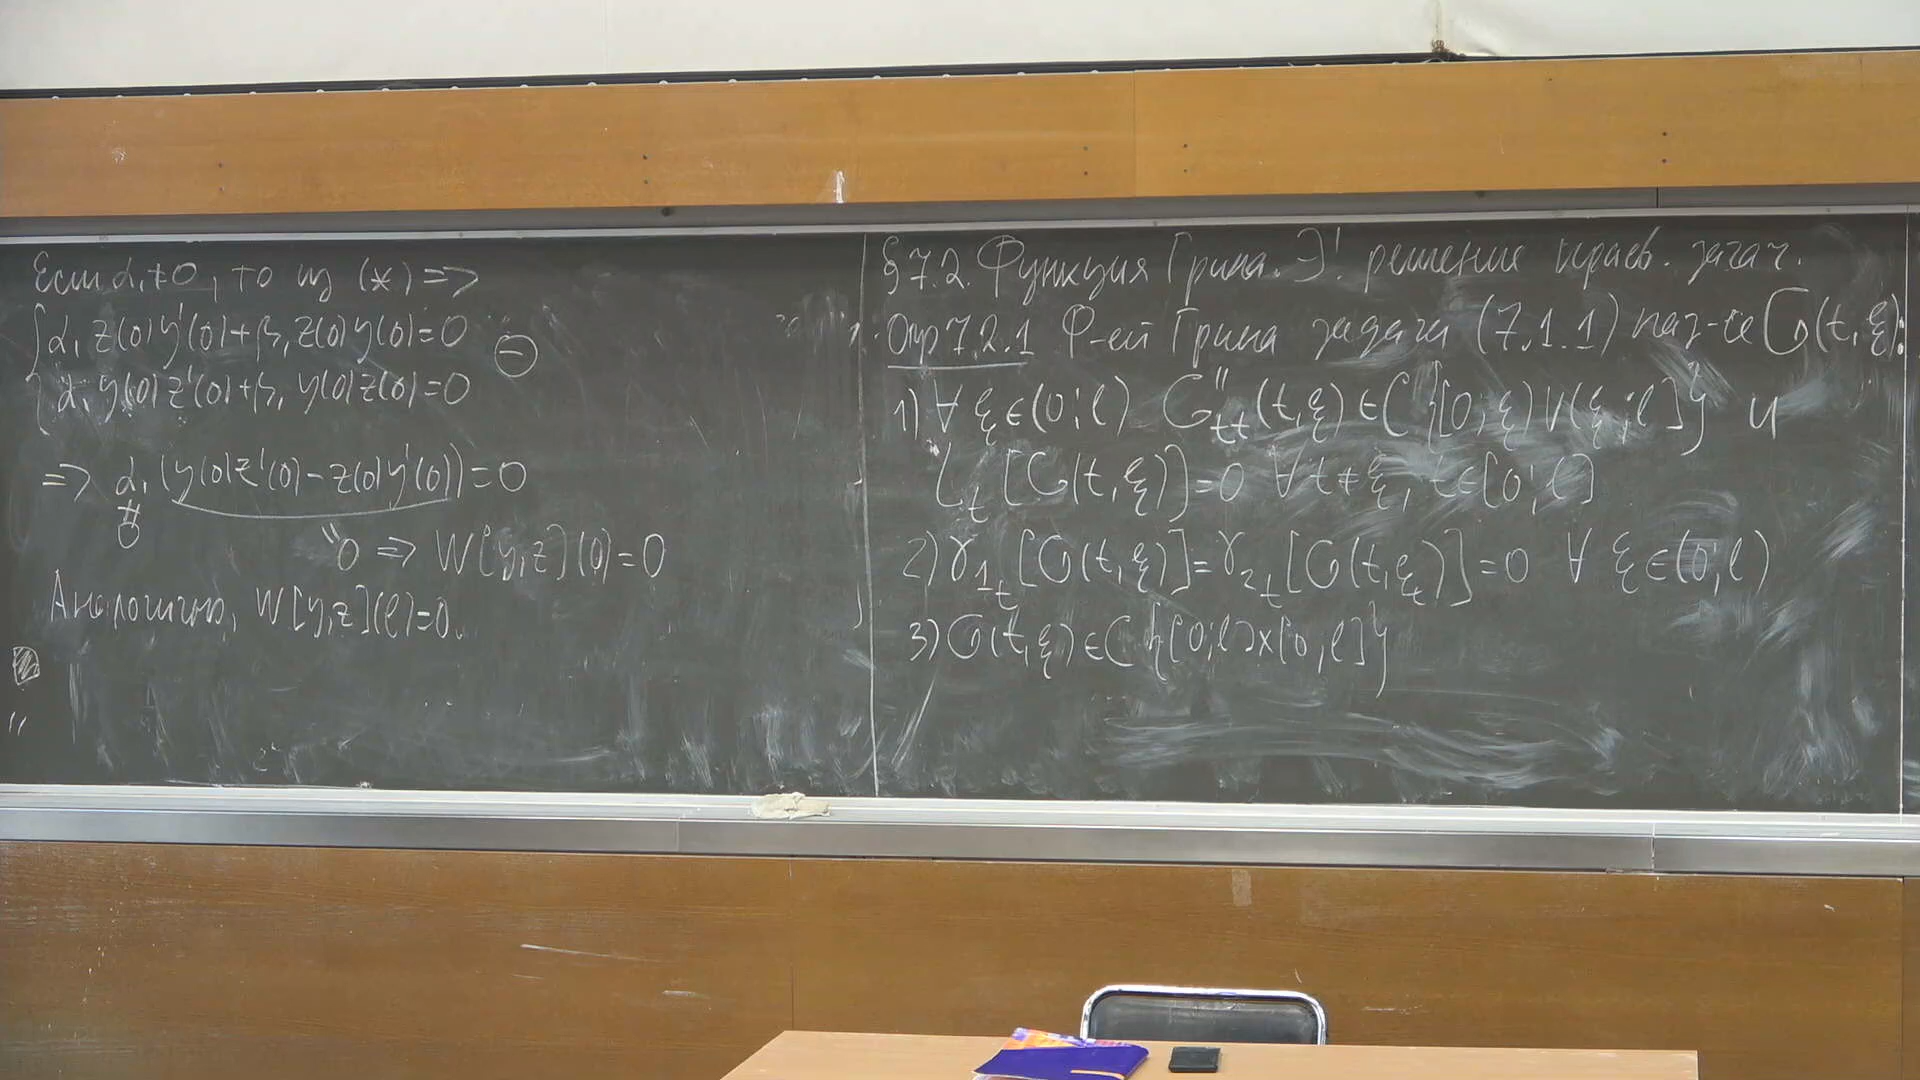 Если α₁≠0, то из (*) =>
{ α₁ z(0)y'(0)+β₁ z(0)y(0)=0
{ α₁ y(0)z'(0)+β₁ y(0)z(0)=0 ⊖
=> α₁ (y(0)z'(0)-z(0)y'(0))=0
≠
0
"0 => W[y,z](0)=0
Аналогично, W[y,z](l)=0.
§7.2. Функция Грина. Э! решения краев. задач.
Опр 7.2.1 Ф-ей Грина задачи (7.1.1) наз-ся G(t,ξ):
1) ∀ ξ∈(0;l) G''tt(t,ξ)∈C{[0;ξ)∪(ξ;l]} и
Lt[G(t,ξ)]=0 ∀t≠ξ, t∈[0;l]
2) γ1t[G(t,ξ)]=γ2t[G(t,ξ)]=0 ∀ ξ∈(0;l)
3) G(t,ξ)∈C{[0;l]×[0,l]}